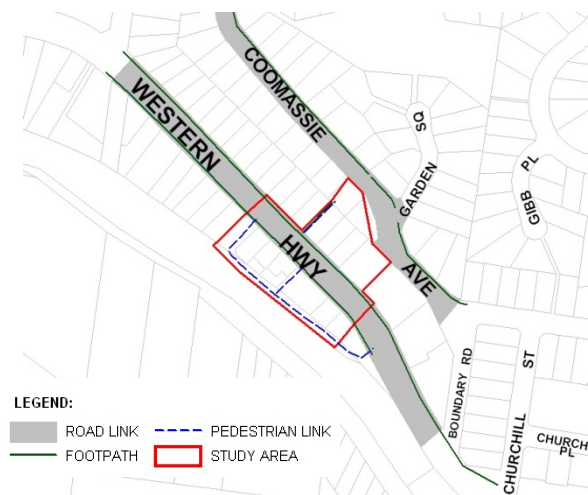 COOMASSIE
WESTERN
GARDEN SQ
GIBB PL
HWY
AVE
BOUNDARY RD
CHURCHILL ST
CHURCH
PL
LEGEND:
ROAD LINK
PEDESTRIAN LINK
FOOTPATH
STUDY AREA